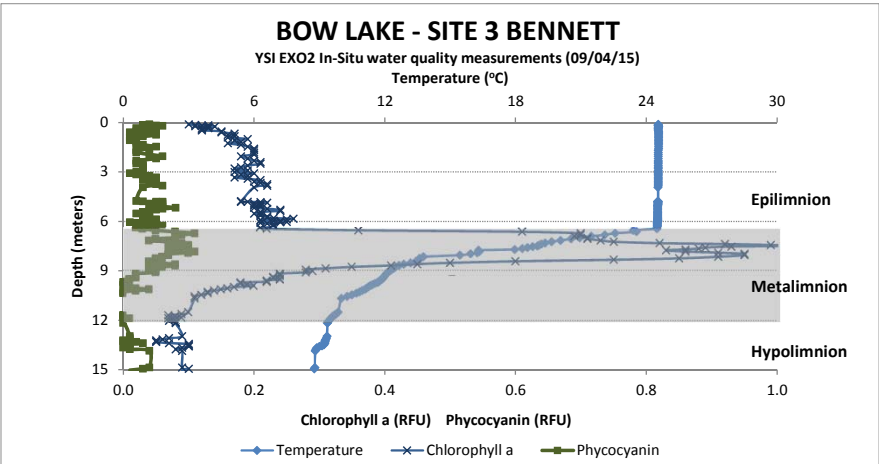 BOW LAKE - SITE 3 BENNETT
YSI EXO2 In-Situ water quality measurements (09/04/15)
Temperature (°C)
0 6 12 18 24 30
0
3
6
9
12
15
Depth (meters)
Epilimnion
Metalimnion
Hypolimnion
0.0 0.2 0.4 0.6 0.8 1.0
Chlorophyll a (RFU) Phycocyanin (RFU)
Temperature Chlorophyll a Phycocyanin